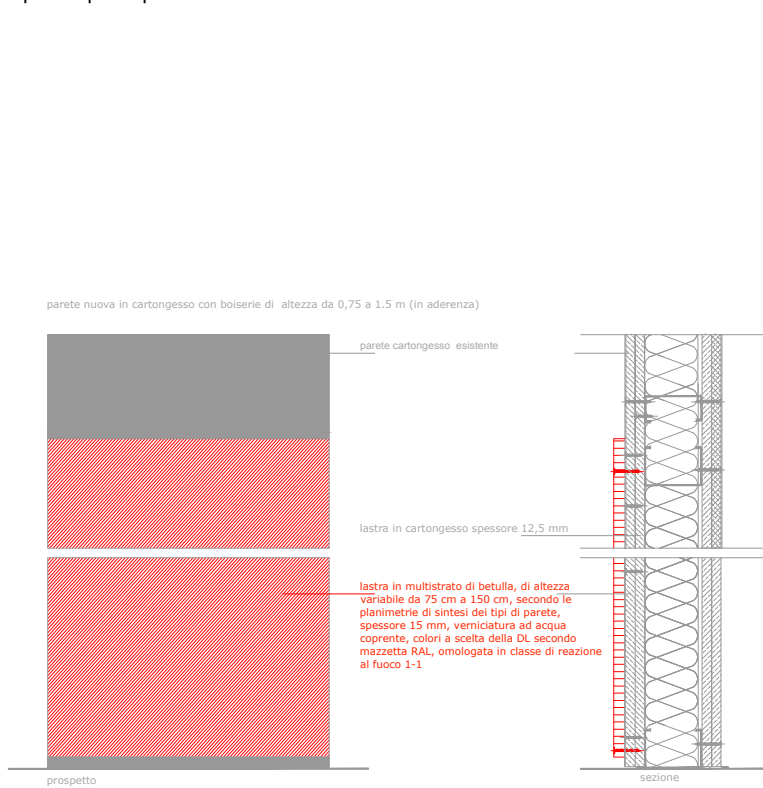 parete nuova in cartongesso con boiserie di altezza da 0,75 a 1.5 m (in aderenza)
parete cartongesso esistente
lastra in cartongesso spessore 12,5 mm
lastra in multistrato di betulla, di altezza
variabile da 75 cm a 150 cm, secondo le
planimetrie di sintesi dei tipi di parete,
spessore 15 mm, verniciatura ad acqua
coprente, colori a scelta della DL secondo
mazzetta RAL, omologata in classe di reazione
al fuoco 1-1
prospetto
sezione